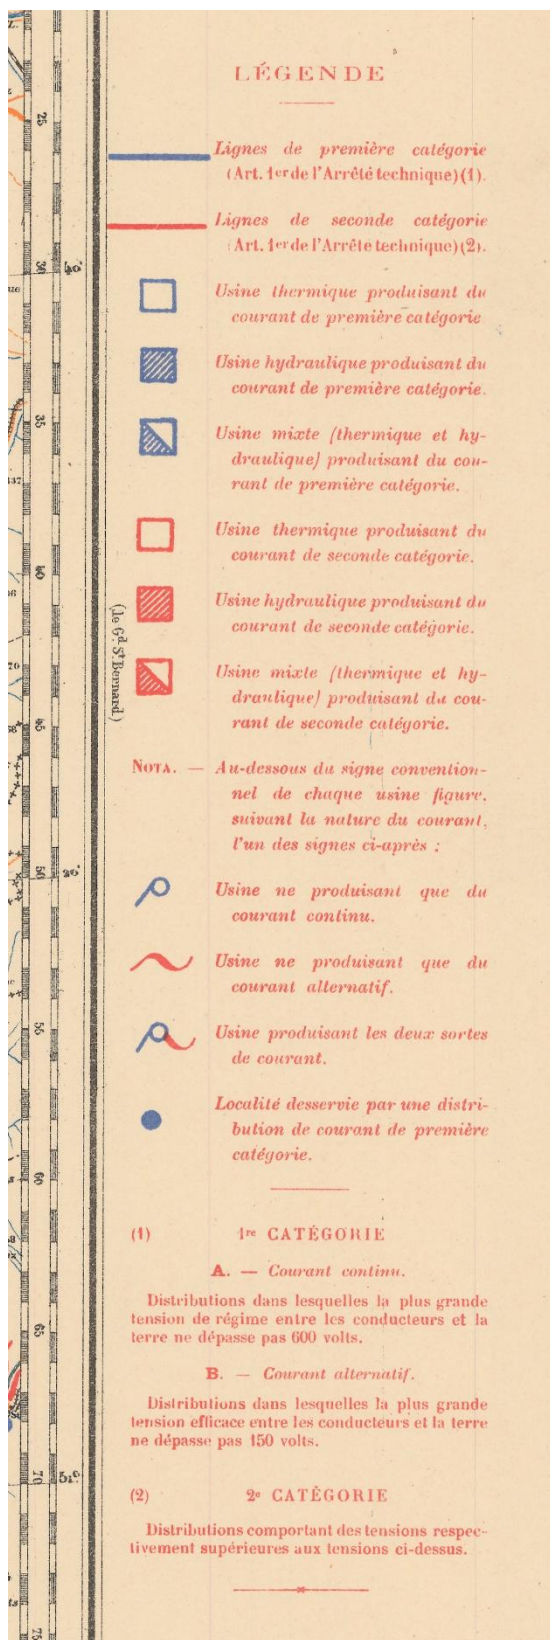 LÉGENDE
Lignes de première catégorie
(Art. 1er de l'Arrêté technique)(1).
Lignes de seconde catégorie
(Art. 1er de l'Arrêté technique)(2).
Usine thermique produisant du
courant de première catégorie
Usine hydraulique produisant du
courant de première catégorie.
Usine mixte (thermique et hy-
draulique) produisant du cou-
rant de première catégorie.
Usine thermique produisant du
courant de seconde catégorie.
Usine hydraulique produisant du
courant de seconde catégorie.
Usine mixte (thermique et hy-
draulique) produisant du cou-
rant de seconde catégorie.
NOTA. — Au-dessous du signe convention-
nel de chaque usine figure,
suivant la nature du courant,
l'un des signes ci-après :
Usine ne produisant que du
courant continu.
Usine ne produisant que du
courant alternatif.
Usine produisant les deux sortes
de courant.
Localité desservie par une distri-
bution de courant de première
catégorie.
(1) 1re CATÉGORIE
A. — Courant continu.
Distributions dans lesquelles la plus grande
tension de régime entre les conducteurs et la
terre ne dépasse pas 600 volts.
B. — Courant alternatif.
Distributions dans lesquelles la plus grande
tension efficace entre les conducteurs et la terre
ne dépasse pas 150 volts.
(2) 2e CATÉGORIE
Distributions comportant des tensions respec-
tivement supérieures aux tensions ci-dessus.
(le Gd St Bernard.)
25
30
35
40
45
50
55
60
65
70
75